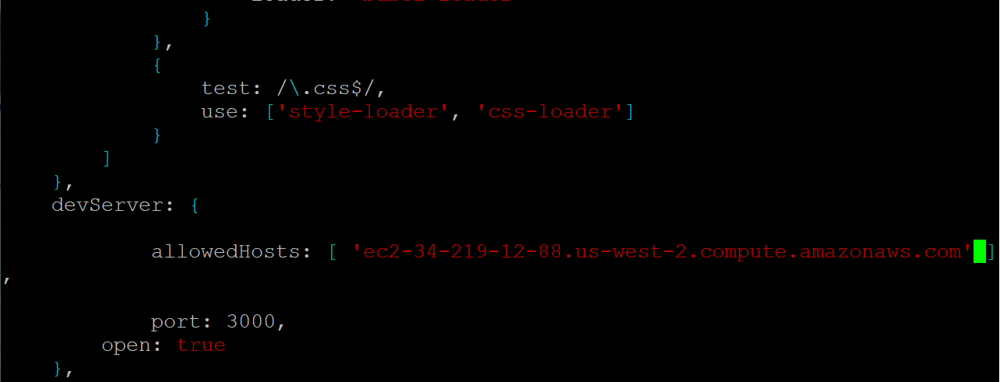 }
},
{
test: /\.css$/,
use: ['style-loader', 'css-loader']
}
]
},
devServer: {
allowedHosts: [ 'ec2-34-219-12-88.us-west-2.compute.amazonaws.com' ]
,
port: 3000,
open: true
},